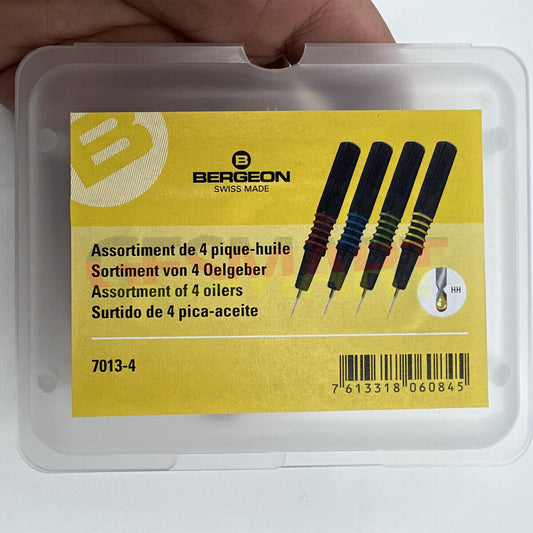 B
B
BERGEON
SWISS MADE
Assortiment de 4 pique-huile
Sortiment von 4 Oelgeber
Assortment of 4 oilers
Surtido de 4 pica-aceite
HH
7013-4
7 613318 060845